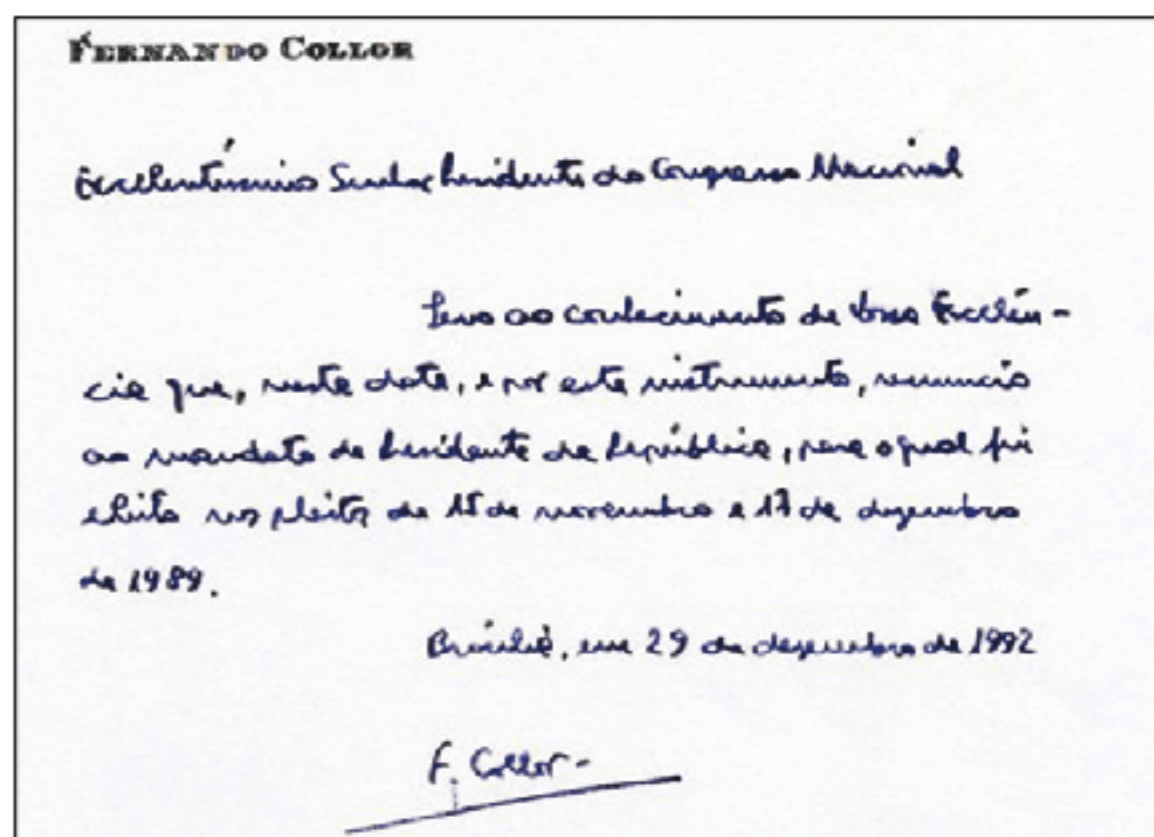 FERNANDO COLLOR
Excelentíssimo Senhor Presidente do Congresso Nacional
Levo ao conhecimento de Vossa Excelên-
cia que, nesta data, e por este instrumento, renuncio
ao mandato de Presidente da República, para o qual fui
eleito nos pleitos de 15 de novembro e 17 de dezembro
de 1989.
Brasília, em 29 de dezembro de 1992
F. Collor -